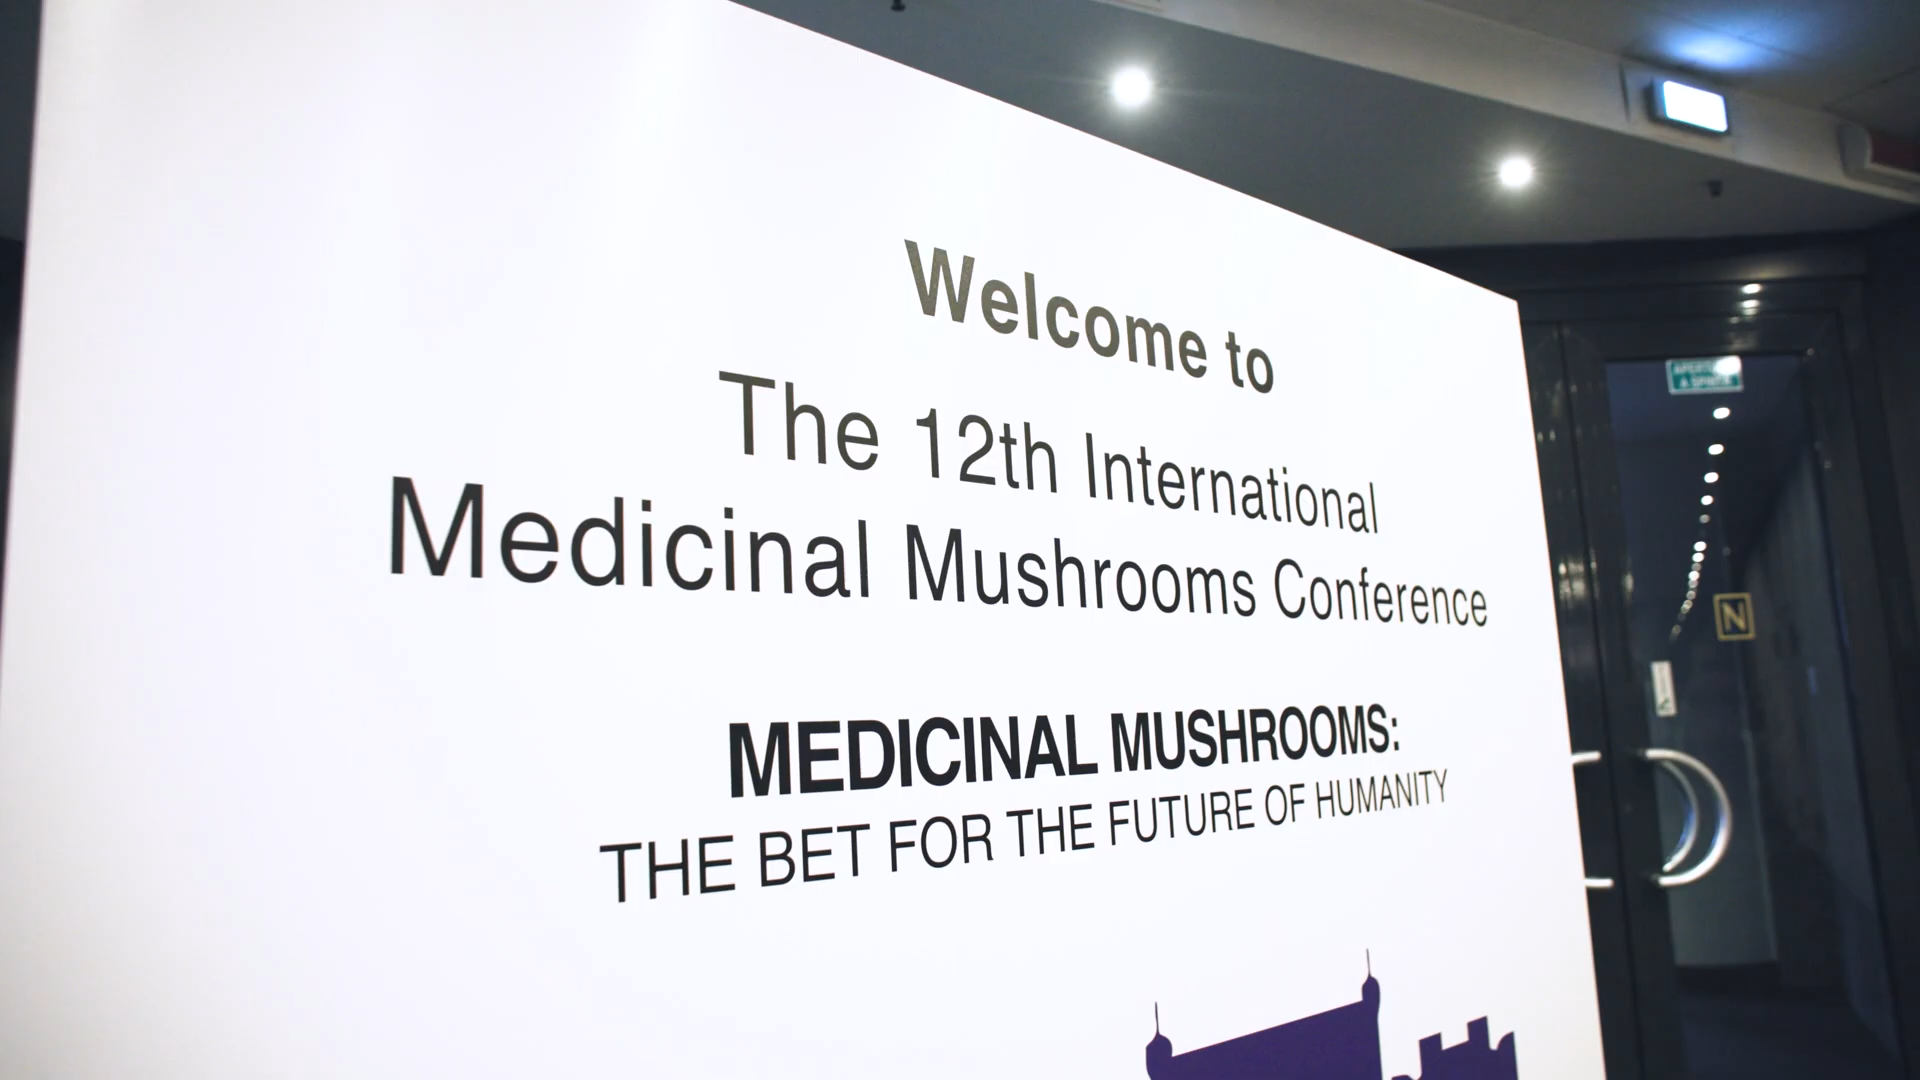 Welcome to
The 12th International
Medicinal Mushrooms Conference
MEDICINAL MUSHROOMS:
THE BET FOR THE FUTURE OF HUMANITY
N